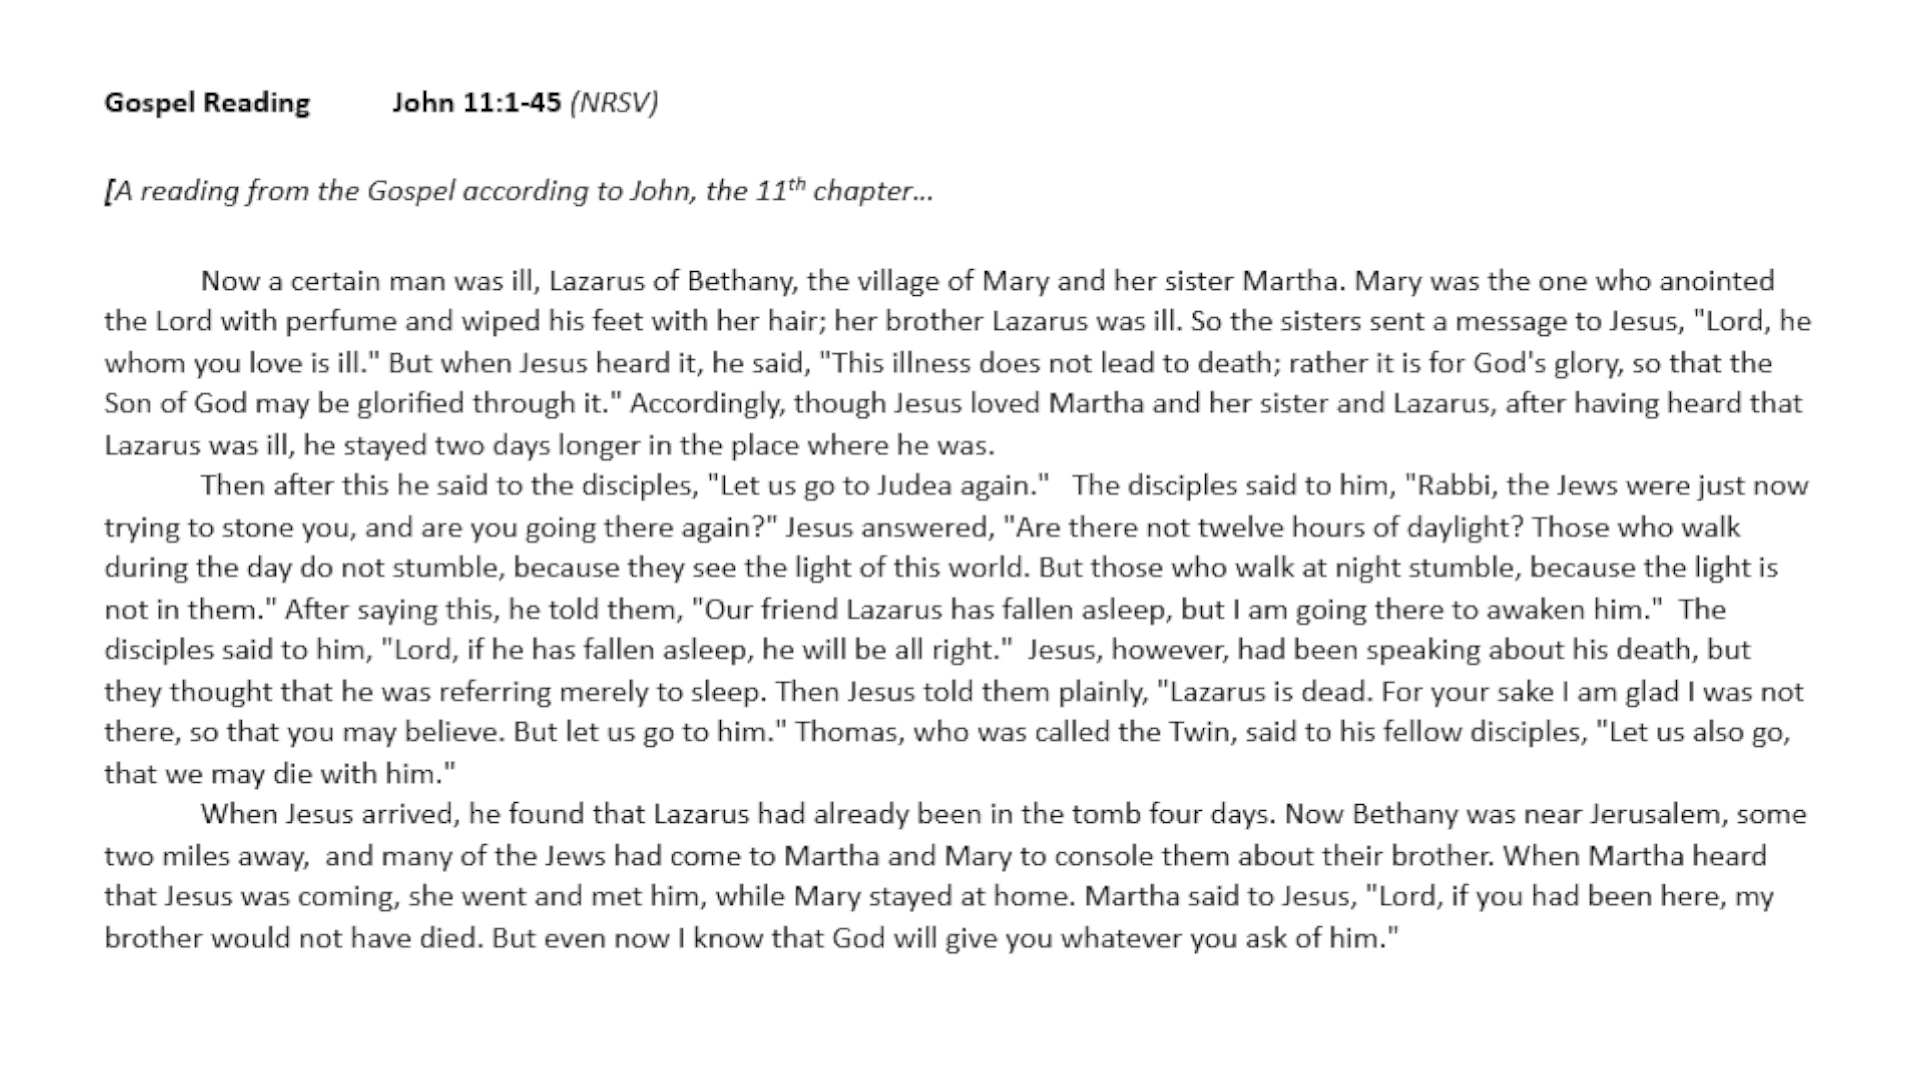 Gospel Reading John 11:1-45 (NRSV)
[A reading from the Gospel according to John, the 11th chapter...
Now a certain man was ill, Lazarus of Bethany, the village of Mary and her sister Martha. Mary was the one who anointed
the Lord with perfume and wiped his feet with her hair; her brother Lazarus was ill. So the sisters sent a message to Jesus, "Lord, he
whom you love is ill." But when Jesus heard it, he said, "This illness does not lead to death; rather it is for God's glory, so that the
Son of God may be glorified through it." Accordingly, though Jesus loved Martha and her sister and Lazarus, after having heard that
Lazarus was ill, he stayed two days longer in the place where he was.
Then after this he said to the disciples, "Let us go to Judea again." The disciples said to him, "Rabbi, the Jews were just now
trying to stone you, and are you going there again?" Jesus answered, "Are there not twelve hours of daylight? Those who walk
during the day do not stumble, because they see the light of this world. But those who walk at night stumble, because the light is
not in them." After saying this, he told them, "Our friend Lazarus has fallen asleep, but I am going there to awaken him." The
disciples said to him, "Lord, if he has fallen asleep, he will be all right." Jesus, however, had been speaking about his death, but
they thought that he was referring merely to sleep. Then Jesus told them plainly, "Lazarus is dead. For your sake I am glad I was not
there, so that you may believe. But let us go to him." Thomas, who was called the Twin, said to his fellow disciples, "Let us also go,
that we may die with him."
When Jesus arrived, he found that Lazarus had already been in the tomb four days. Now Bethany was near Jerusalem, some
two miles away, and many of the Jews had come to Martha and Mary to console them about their brother. When Martha heard
that Jesus was coming, she went and met him, while Mary stayed at home. Martha said to Jesus, "Lord, if you had been here, my
brother would not have died. But even now I know that God will give you whatever you ask of him."